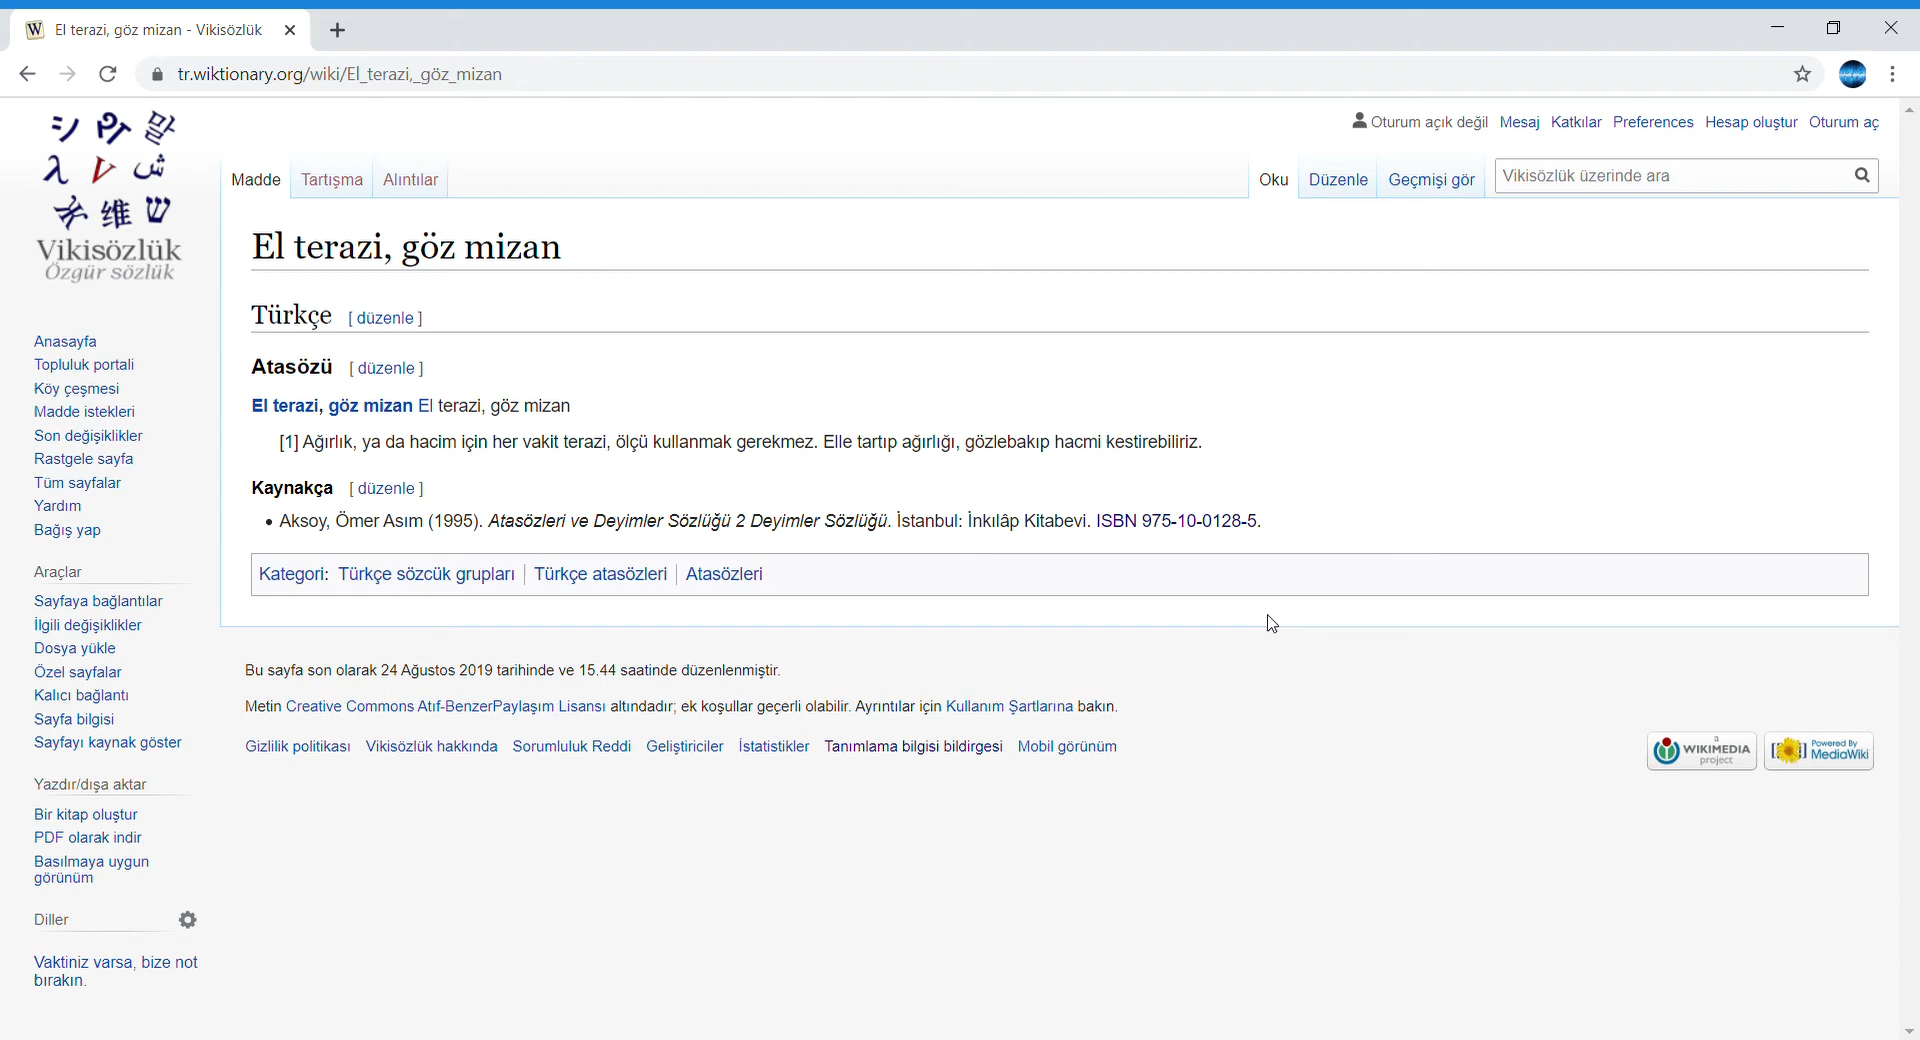 El terazi, göz mizan - Vikisözlük
tr.wiktionary.org/wiki/El_terazi,_göz_mizan
Oturum açık değil Mesaj Katkılar Preferences Hesap oluştur Oturum aç
Madde Tartışma Alıntılar Oku Düzenle Geçmişi gör Vikisözlük üzerinde ara
シ 말
λ V ش
维 ש
Vikisözlük
Özgür sözlük
Anasayfa
Topluluk portali
Köy çeşmesi
Madde istekleri
Son değişiklikler
Rastgele sayfa
Tüm sayfalar
Yardım
Bağış yap
Araçlar
Sayfaya bağlantılar
İlgili değişiklikler
Dosya yükle
Özel sayfalar
Kalıcı bağlantı
Sayfa bilgisi
Sayfayı kaynak göster
Yazdır/dışa aktar
Bir kitap oluştur
PDF olarak indir
Basılmaya uygun
görünüm
Diller
Vaktiniz varsa, bize not
bırakın.
El terazi, göz mizan
Türkçe [ düzenle ]
Atasözü [ düzenle ]
El terazi, göz mizan El terazi, göz mizan
[1] Ağırlık, ya da hacim için her vakit terazi, ölçü kullanmak gerekmez. Elle tartıp ağırlığı, gözlebakıp hacmi kestirebiliriz.
Kaynakça [ düzenle ]
• Aksoy, Ömer Asım (1995). Atasözleri ve Deyimler Sözlüğü 2 Deyimler Sözlüğü. İstanbul: İnkılâp Kitabevi. ISBN 975-10-0128-5.
Kategori: Türkçe sözcük grupları | Türkçe atasözleri | Atasözleri
Bu sayfa son olarak 24 Ağustos 2019 tarihinde ve 15.44 saatinde düzenlenmiştir.
Metin Creative Commons Atıf-BenzerPaylaşım Lisansı altındadır; ek koşullar geçerli olabilir. Ayrıntılar için Kullanım Şartlarına bakın.
Gizlilik politikası Vikisözlük hakkında Sorumluluk Reddi Geliştiriciler İstatistikler Tanımlama bilgisi bildirgesi Mobil görünüm
a
WIKIMEDIA
project
Powered By
MediaWiki